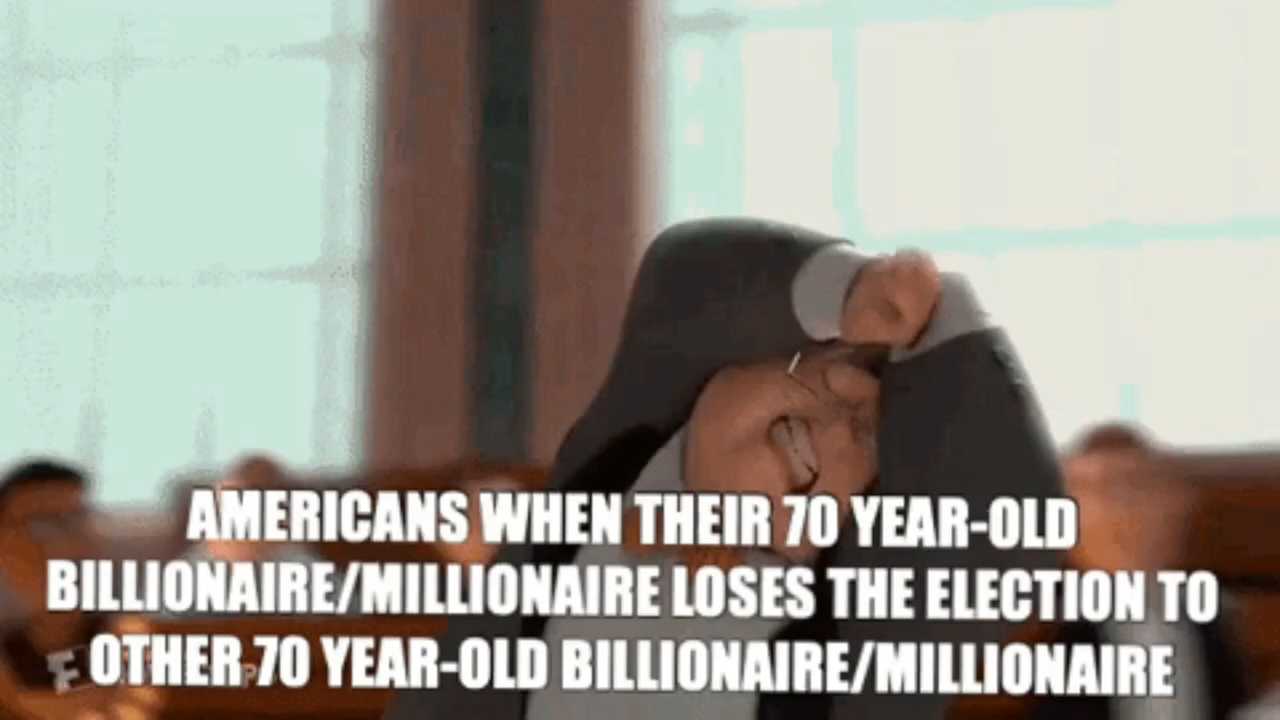 AMERICANS WHEN THEIR 70 YEAR-OLD
BILLIONAIRE/MILLIONAIRE LOSES THE ELECTION TO
OTHER 70 YEAR-OLD BILLIONAIRE/MILLIONAIRE